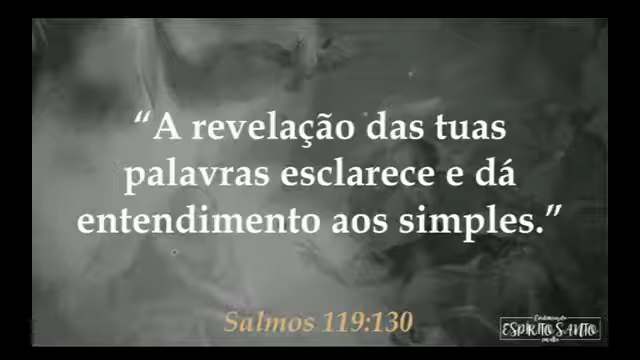 “A revelação das tuas
palavras esclarece e dá
entendimento aos simples.”
Salmos 119:130
ESPÍRITO SANTO